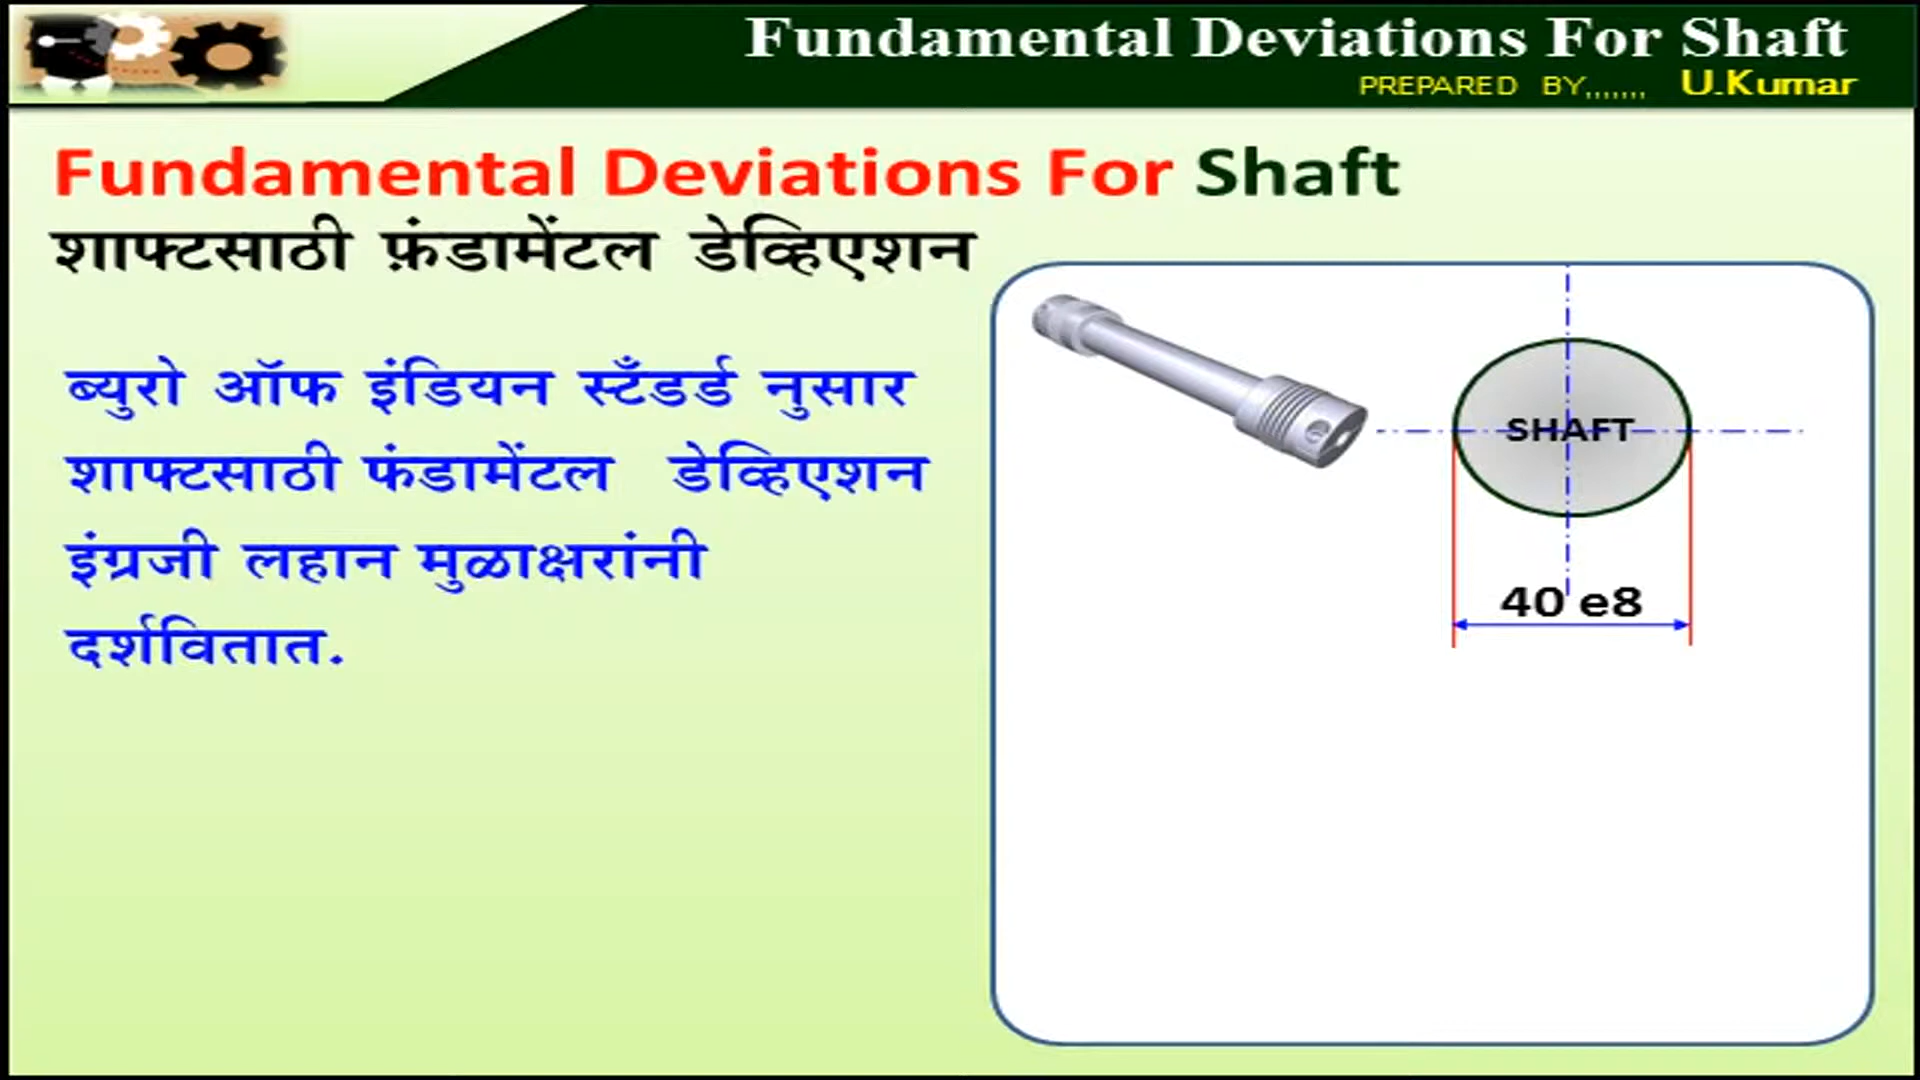 Fundamental Deviations For Shaft
PREPARED BY,,,,,,, U.Kumar
Fundamental Deviations For Shaft
शाफ्टसाठी फ़ंडामेंटल डेव्हिएशन
ब्युरो ऑफ इंडियन स्टँडर्ड नुसार
शाफ्टसाठी फंडामेंटल डेव्हिएशन
इंग्रजी लहान मुळाक्षरांनी
दर्शवितात.
SHAFT
40 e8